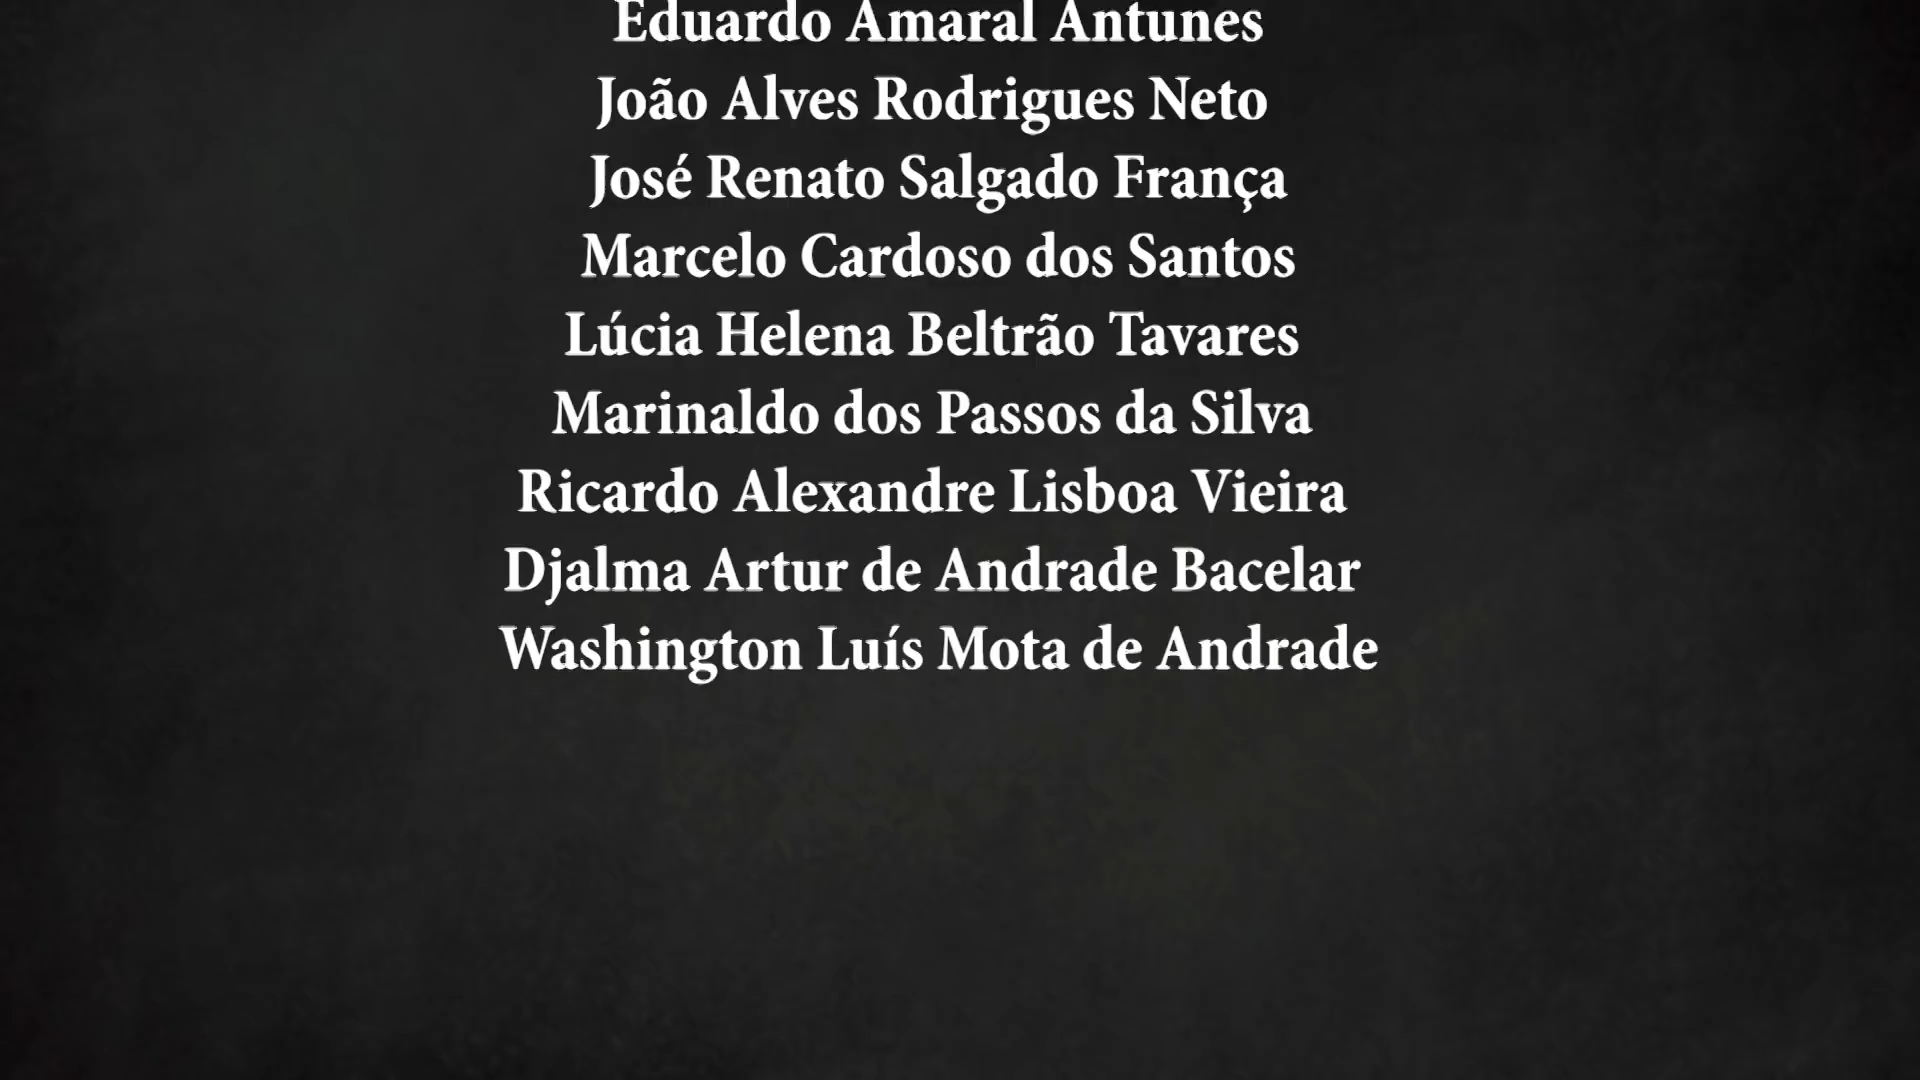 Eduardo Amaral Antunes
João Alves Rodrigues Neto
José Renato Salgado França
Marcelo Cardoso dos Santos
Lúcia Helena Beltrão Tavares
Marinaldo dos Passos da Silva
Ricardo Alexandre Lisboa Vieira
Djalma Artur de Andrade Bacelar
Washington Luís Mota de Andrade